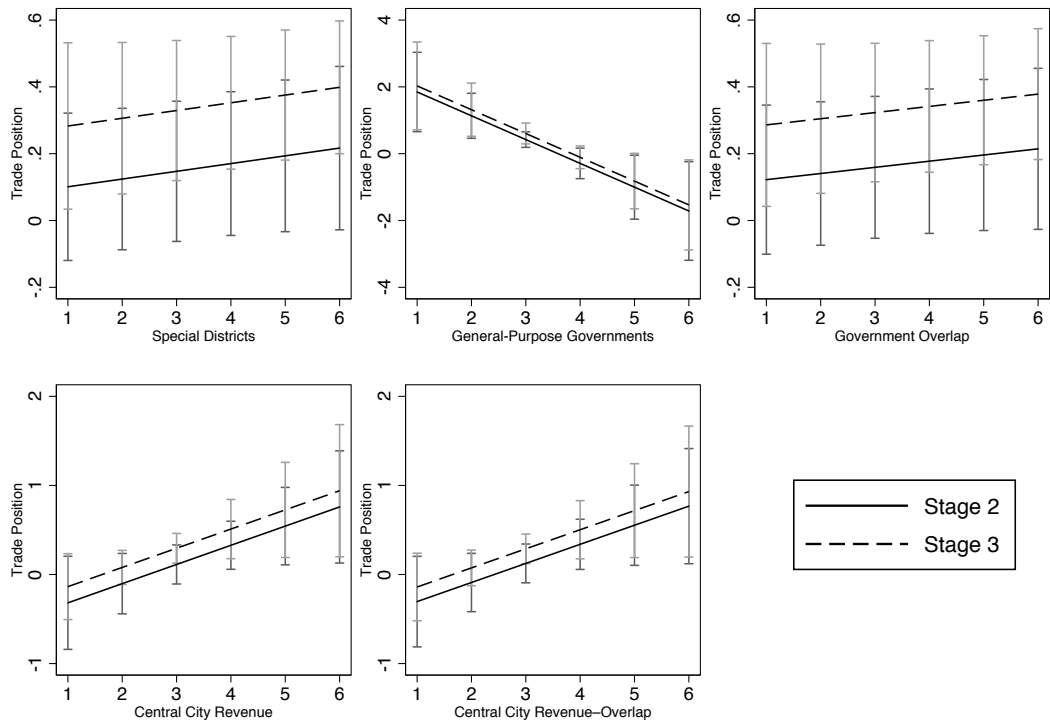 Trade Position
.6
.4
.2
0
-.2
1 2 3 4 5 6
Special Districts
Trade Position
4
2
0
-2
-4
1 2 3 4 5 6
General-Purpose Governments
Trade Position
.6
.4
.2
0
-.2
1 2 3 4 5 6
Government Overlap
Trade Position
2
1
0
-1
1 2 3 4 5 6
Central City Revenue
Trade Position
2
1
0
-1
1 2 3 4 5 6
Central City Revenue–Overlap
Stage 2
Stage 3